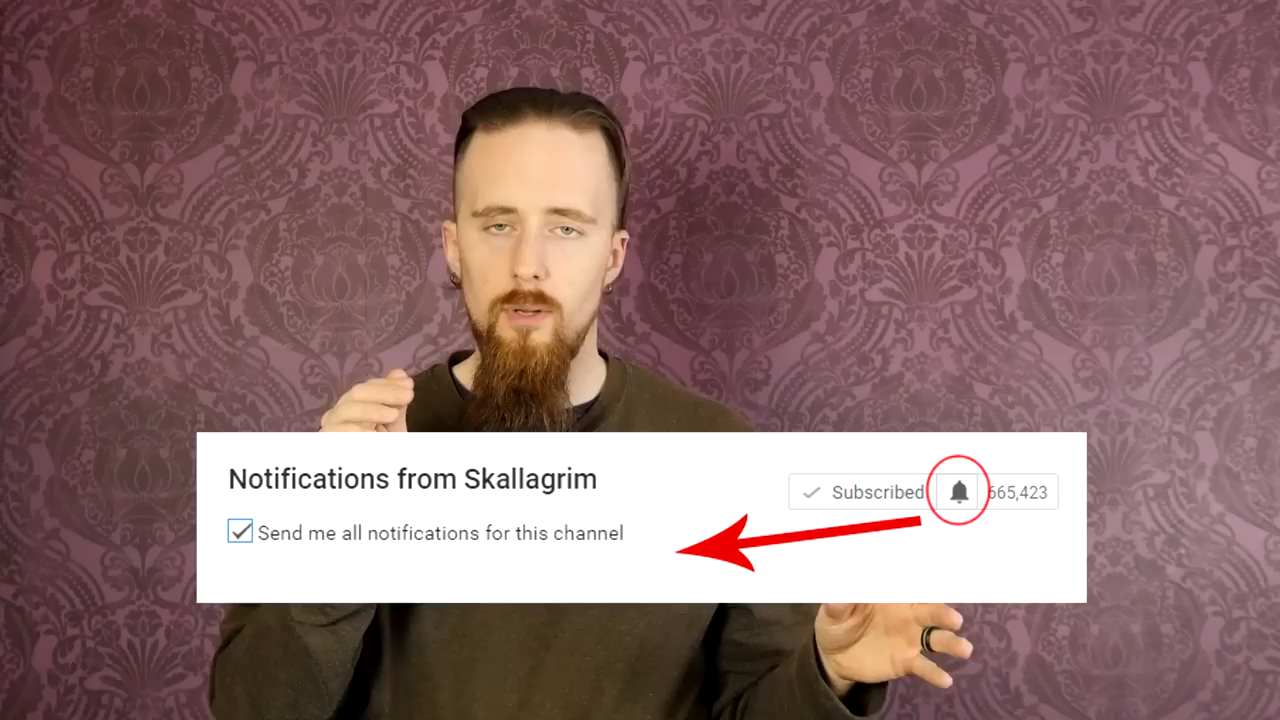 Notifications from Skallagrim
Subscribed 665,423
Send me all notifications for this channel